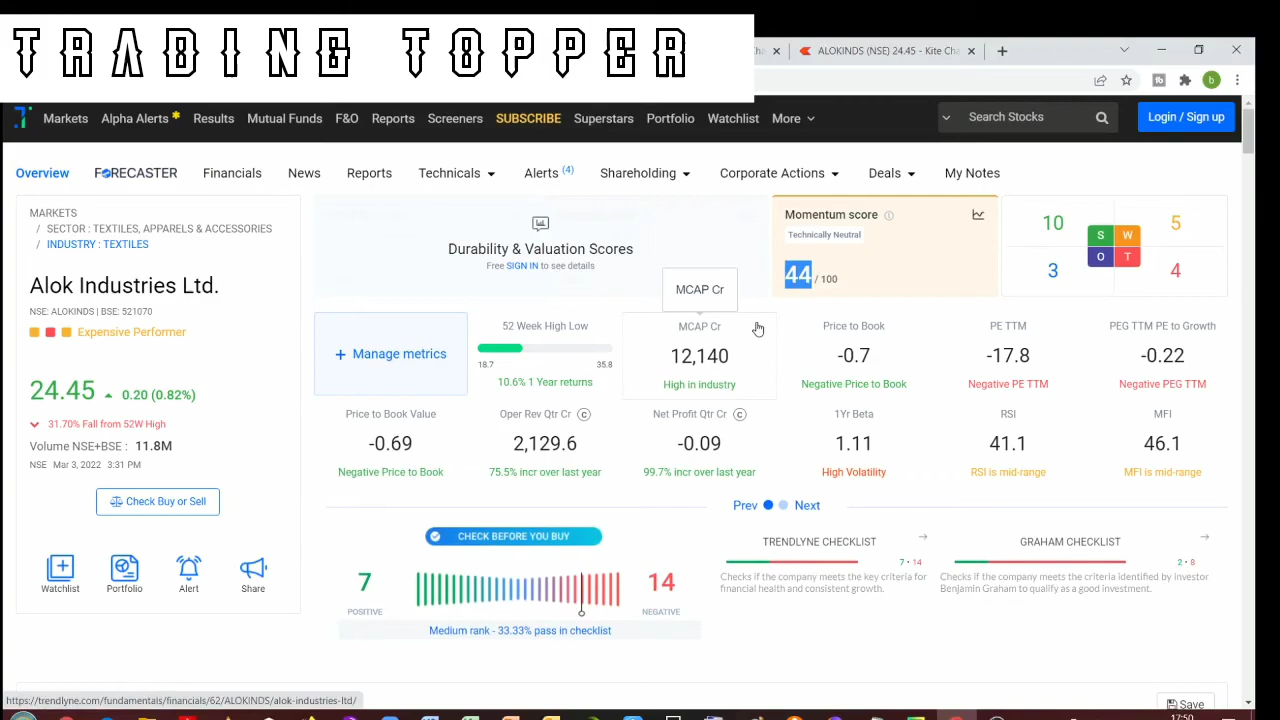 TRADING TOPPER
ALOKINDS (NSE) 24.45 - Kite Cha
Markets Alpha Alerts Results Mutual Funds F&O Reports Screeners SUBSCRIBE Superstars Portfolio Watchlist More Search Stocks Login / Sign up
Overview FORECASTER Financials News Reports Technicals Alerts (4) Shareholding Corporate Actions Deals My Notes
MARKETS
/ SECTOR : TEXTILES, APPARELS & ACCESSORIES
/ INDUSTRY : TEXTILES
Alok Industries Ltd.
NSE: ALOKINDS | BSE: 521070
Expensive Performer
24.45 0.20 (0.82%)
31.70% Fall from 52W High
Volume NSE+BSE : 11.8M
NSE Mar 3, 2022 3:31 PM
Check Buy or Sell
Watchlist Portfolio Alert Share
Durability & Valuation Scores
Free SIGN IN to see details
Momentum score
Technically Neutral
44 / 100
10 5
S W
O T
3 4
MCAP Cr
+ Manage metrics
52 Week High Low
18.7 35.8
10.6% 1 Year returns
MCAP Cr
12,140
High in industry
Price to Book
-0.7
Negative Price to Book
PE TTM
-17.8
Negative PE TTM
PEG TTM PE to Growth
-0.22
Negative PEG TTM
Price to Book Value
-0.69
Negative Price to Book
Oper Rev Qtr Cr C
2,129.6
75.5% incr over last year
Net Profit Qtr Cr C
-0.09
99.7% incr over last year
1Yr Beta
1.11
High Volatility
RSI
41.1
RSI is mid-range
MFI
46.1
MFI is mid-range
Prev Next
CHECK BEFORE YOU BUY
7
POSITIVE
14
NEGATIVE
Medium rank - 33.33% pass in checklist
TRENDLYNE CHECKLIST
7 • 14
Checks if the company meets the key criteria for
financial health and consistent growth.
GRAHAM CHECKLIST
2 • 8
Checks if the company meets the criteria identified by Investor
Benjamin Graham to qualify as a good investment.
https://trendlyne.com/fundamentals/financials/62/ALOKINDS/alok-industries-ltd/
Save
17:50